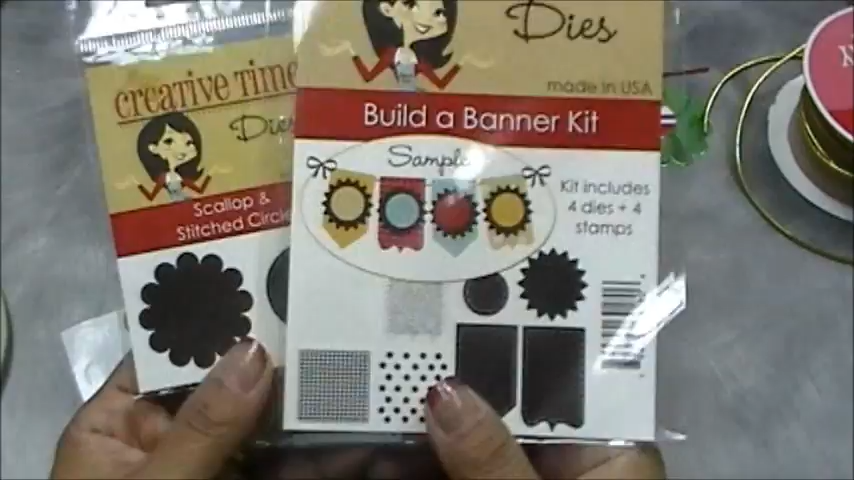 creative time
Dies
Scallop &
Stitched Circle
Dies
made in USA
Build a Banner Kit
Sample
Kit includes
4 dies + 4
stamps